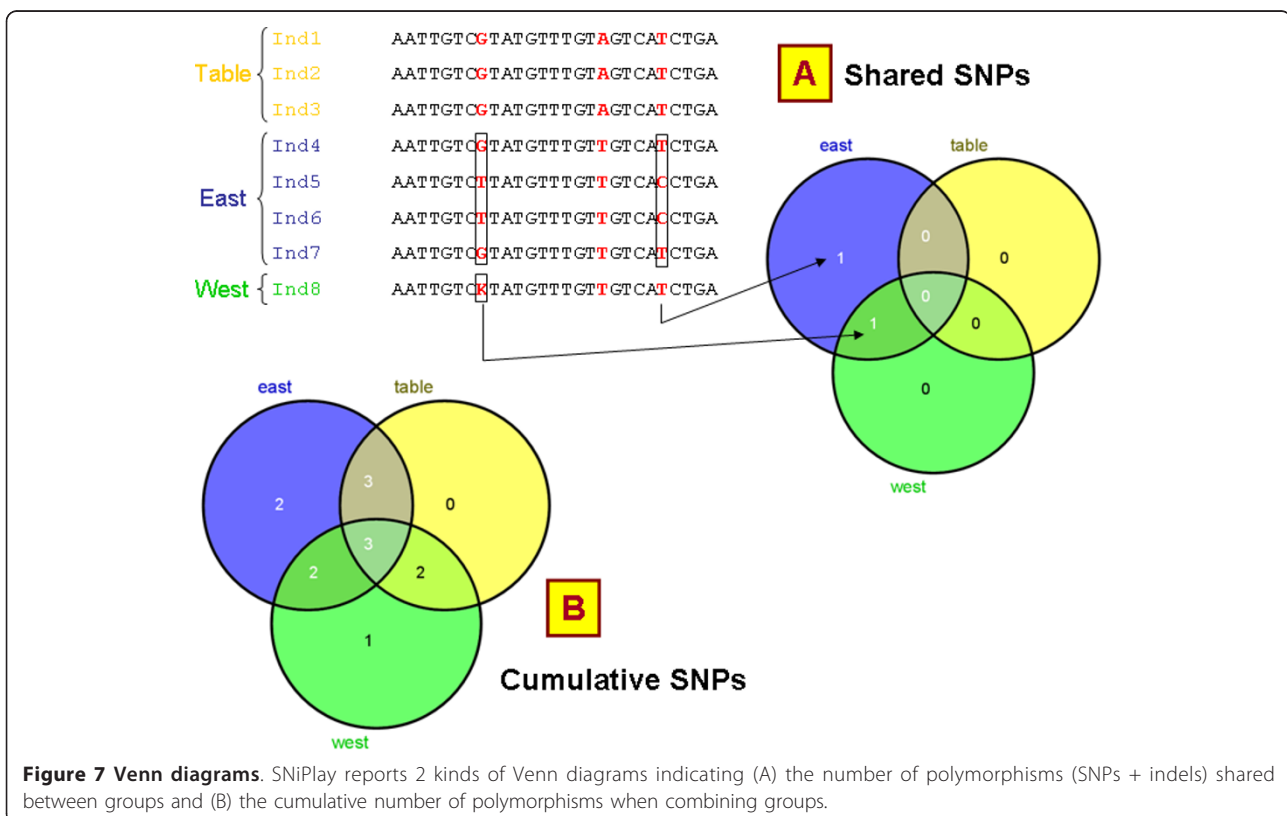 Table
Ind1 AATTGTCGTATGTTTGTAGTCATCTGA
Ind2 AATTGTCGTATGTTTGTAGTCATCTGA
Ind3 AATTGTCGTATGTTTGTAGTCATCTGA
East
Ind4 AATTGTCGTATGTTTGTTGTCATCTGA
Ind5 AATTGTCTTATGTTTGTTGTCACCTGA
Ind6 AATTGTCTTATGTTTGTTGTCACCTGA
Ind7 AATTGTCGTATGTTTGTTGTCATCTGA
West
Ind8 AATTGTCKTATGTTTGTTGTCATCTGA
A Shared SNPs
east table
0
1 0
0
1 0
0
west
east table
3
2 0
3
2 2
1
west
B
Cumulative SNPs
Figure 7 Venn diagrams. SNiPlay reports 2 kinds of Venn diagrams indicating (A) the number of polymorphisms (SNPs + indels) shared
between groups and (B) the cumulative number of polymorphisms when combining groups.